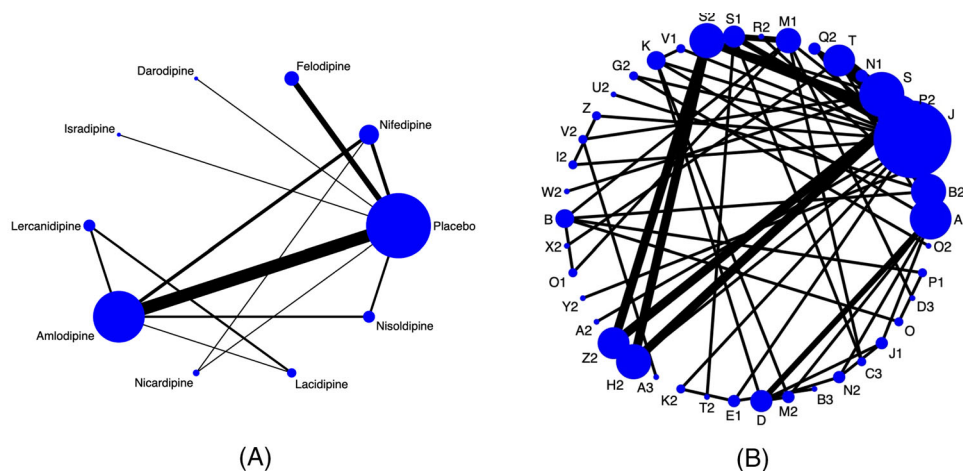 Darodipine
Felodipine
Isradipine
Nifedipine
Lercanidipine
Placebo
Amlodipine
Nisoldipine
Nicardipine
Lacidipine
(A)
S2
S1
R2
M1
Q2
T
V1
K
N1
S
G2
P2
J
U2
Z
V2
I2
W2
B2
B
A
X2
O2
O1
P1
Y2
D3
A2
O
Z2
J1
H2
A3
C3
K2
T2
E1
D
M2
B3
N2
(B)